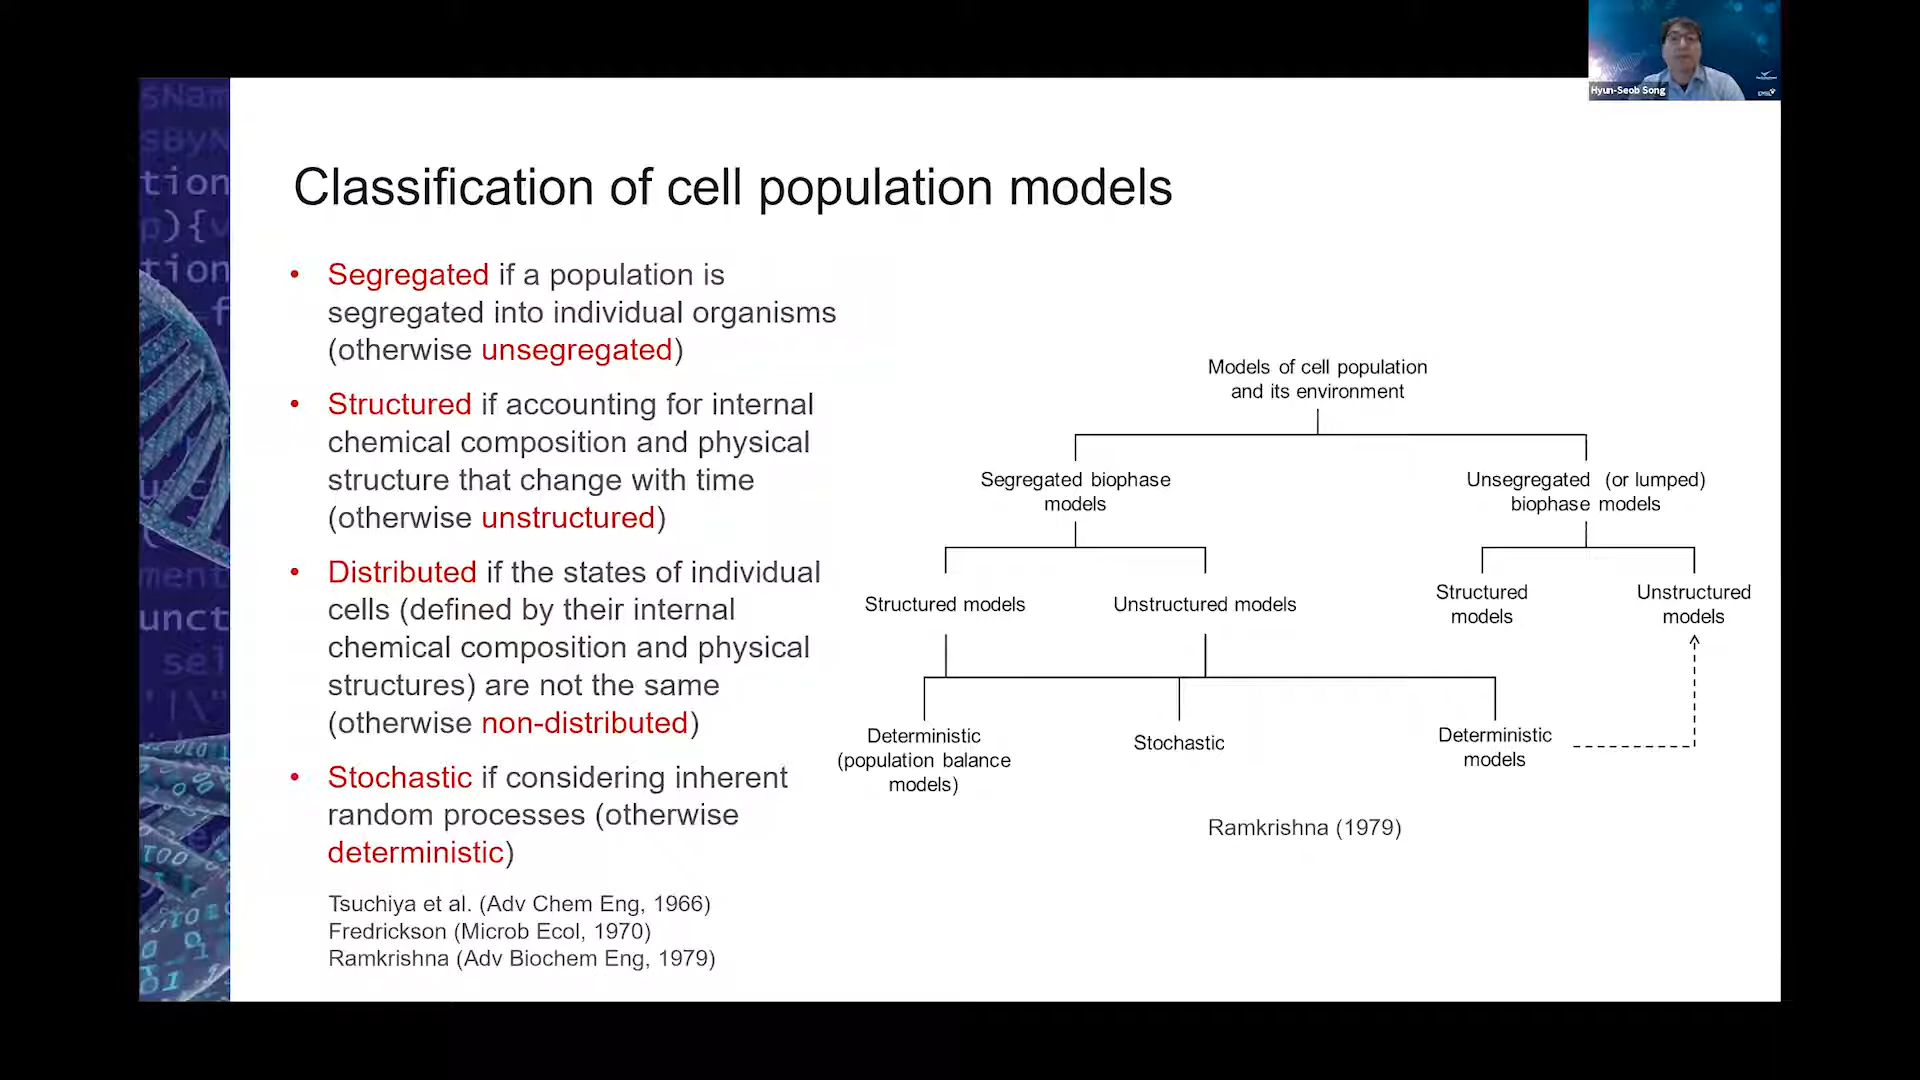 Hyun-Seob Song
Classification of cell population models
• Segregated if a population is
segregated into individual organisms
(otherwise unsegregated)
• Structured if accounting for internal
chemical composition and physical
structure that change with time
(otherwise unstructured)
• Distributed if the states of individual
cells (defined by their internal
chemical composition and physical
structures) are not the same
(otherwise non-distributed)
• Stochastic if considering inherent
random processes (otherwise
deterministic)
Tsuchiya et al. (Adv Chem Eng, 1966)
Fredrickson (Microb Ecol, 1970)
Ramkrishna (Adv Biochem Eng, 1979)
Models of cell population
and its environment
Segregated biophase
models
Unsegregated (or lumped)
biophase models
Structured models
Unstructured models
Structured
models
Unstructured
models
Deterministic
(population balance
models)
Stochastic
Deterministic
models
Ramkrishna (1979)